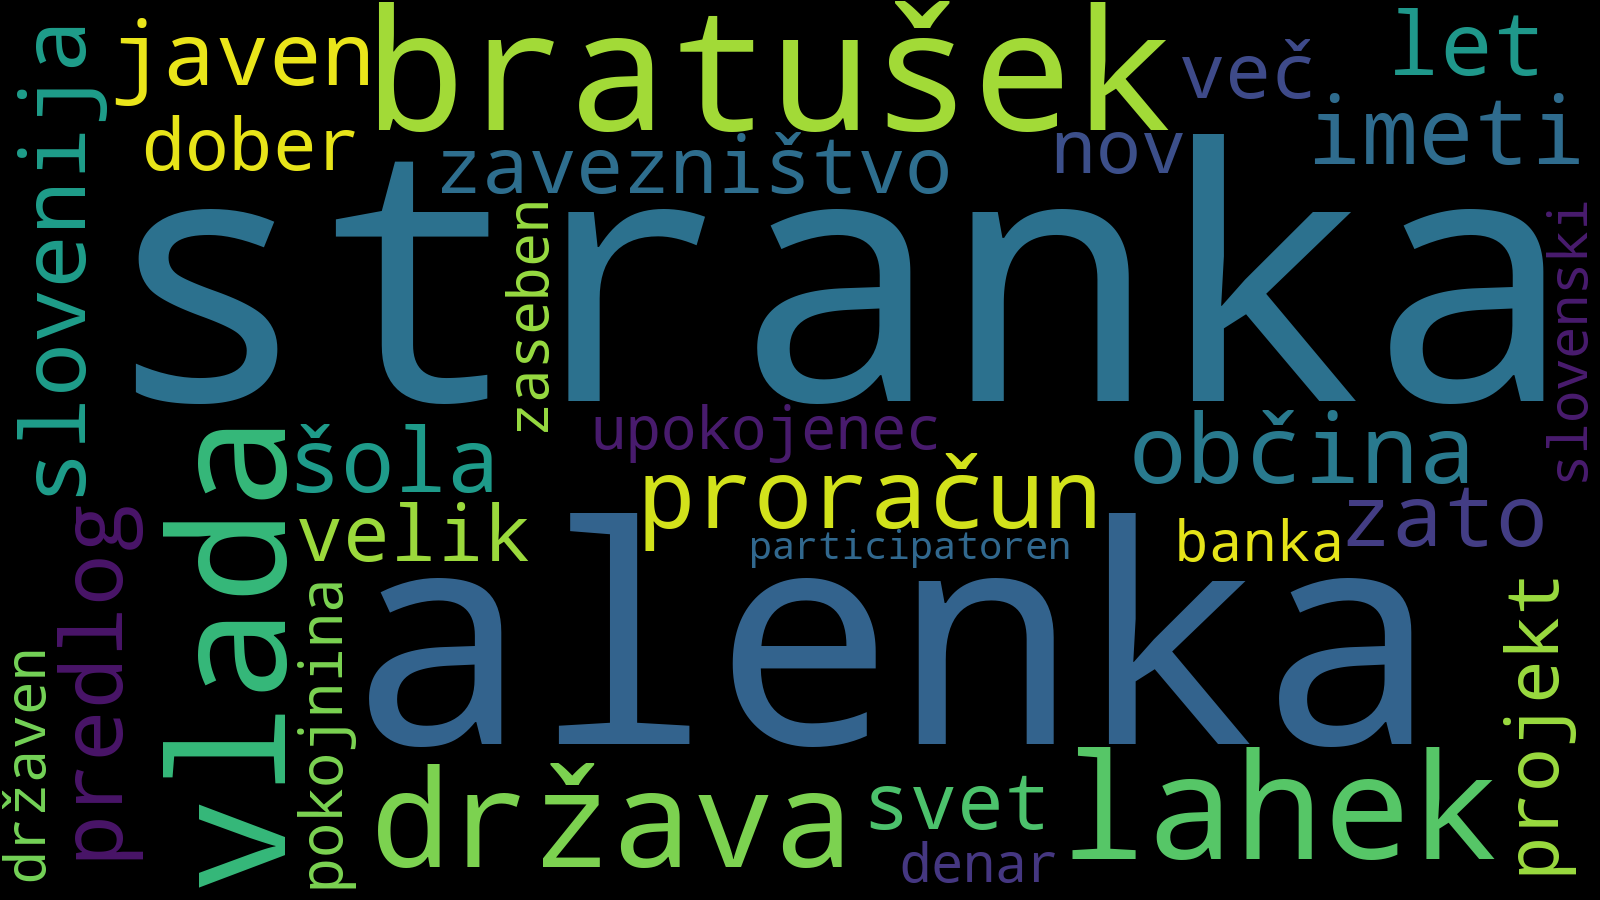 slovenija
javen
bratušek
več
let
dober
zavezništvo
nov
imeti
stranka
zaseben
slovenski
vlada
šola
upokojenec
občina
predlog
velik
proračun
participatoren
banka
zato
državen
pokojnina
alenka
projekt
država
svet
lahek
denar